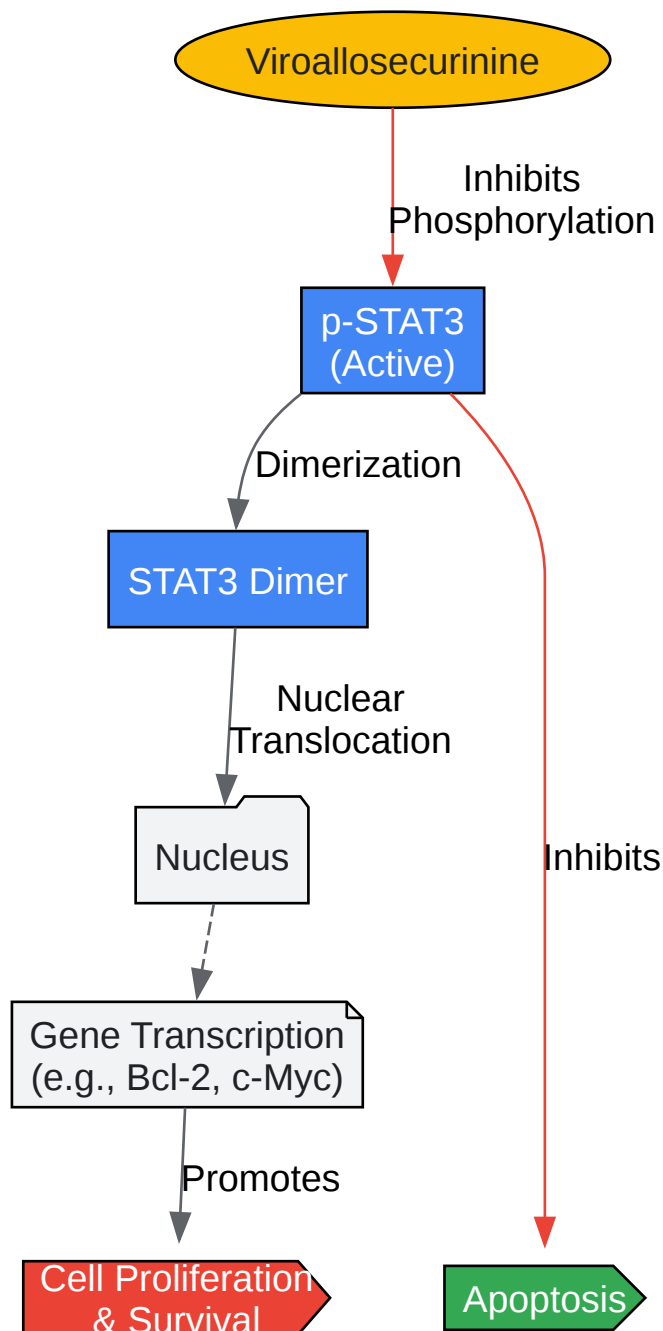 Viroallosecurinine
Inhibits
Phosphorylation
p-STAT3
(Active)
Dimerization
STAT3 Dimer
Nuclear
Translocation
Nucleus
Inhibits
Gene Transcription
(e.g., Bcl-2, c-Myc)
Promotes
Cell Proliferation
& Survival
Apoptosis